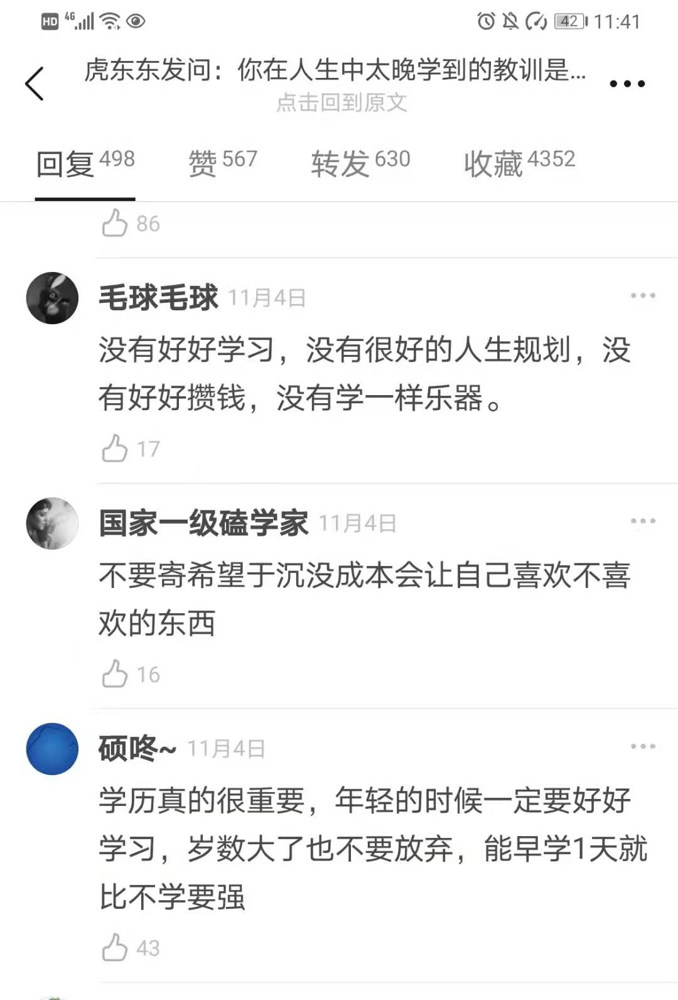 HD 4G 42 11:41
虎东东发问：你在人生中太晚学到的教训是...
点击回到原文
回复 498 赞 567 转发 630 收藏 4352
86
毛球毛球 11月4日
没有好好学习，没有很好的人生规划，没
有好好攒钱，没有学一样乐器。
17
国家一级磕学家 11月4日
不要寄希望于沉没成本会让自己喜欢不喜
欢的东西
16
硕咚~ 11月4日
学历真的很重要，年轻的时候一定要好好
学习，岁数大了也不要放弃，能早学1天就
比不学要强
43